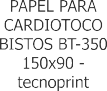 PAPEL PARA
CARDIOTOCO
BISTOS BT-350
150x90 -
tecnoprint